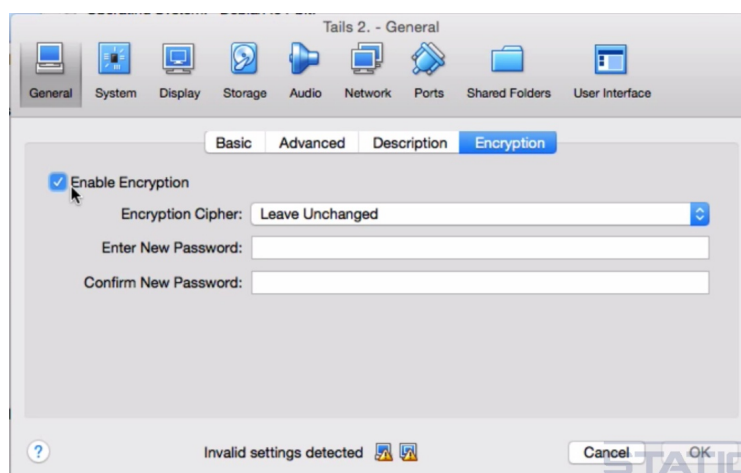 Tails 2. - General
General System Display Storage Audio Network Ports Shared Folders User Interface
Basic Advanced Description Encryption
Enable Encryption
Encryption Cipher: Leave Unchanged
Enter New Password:
Confirm New Password:
? Invalid settings detected Cancel OK